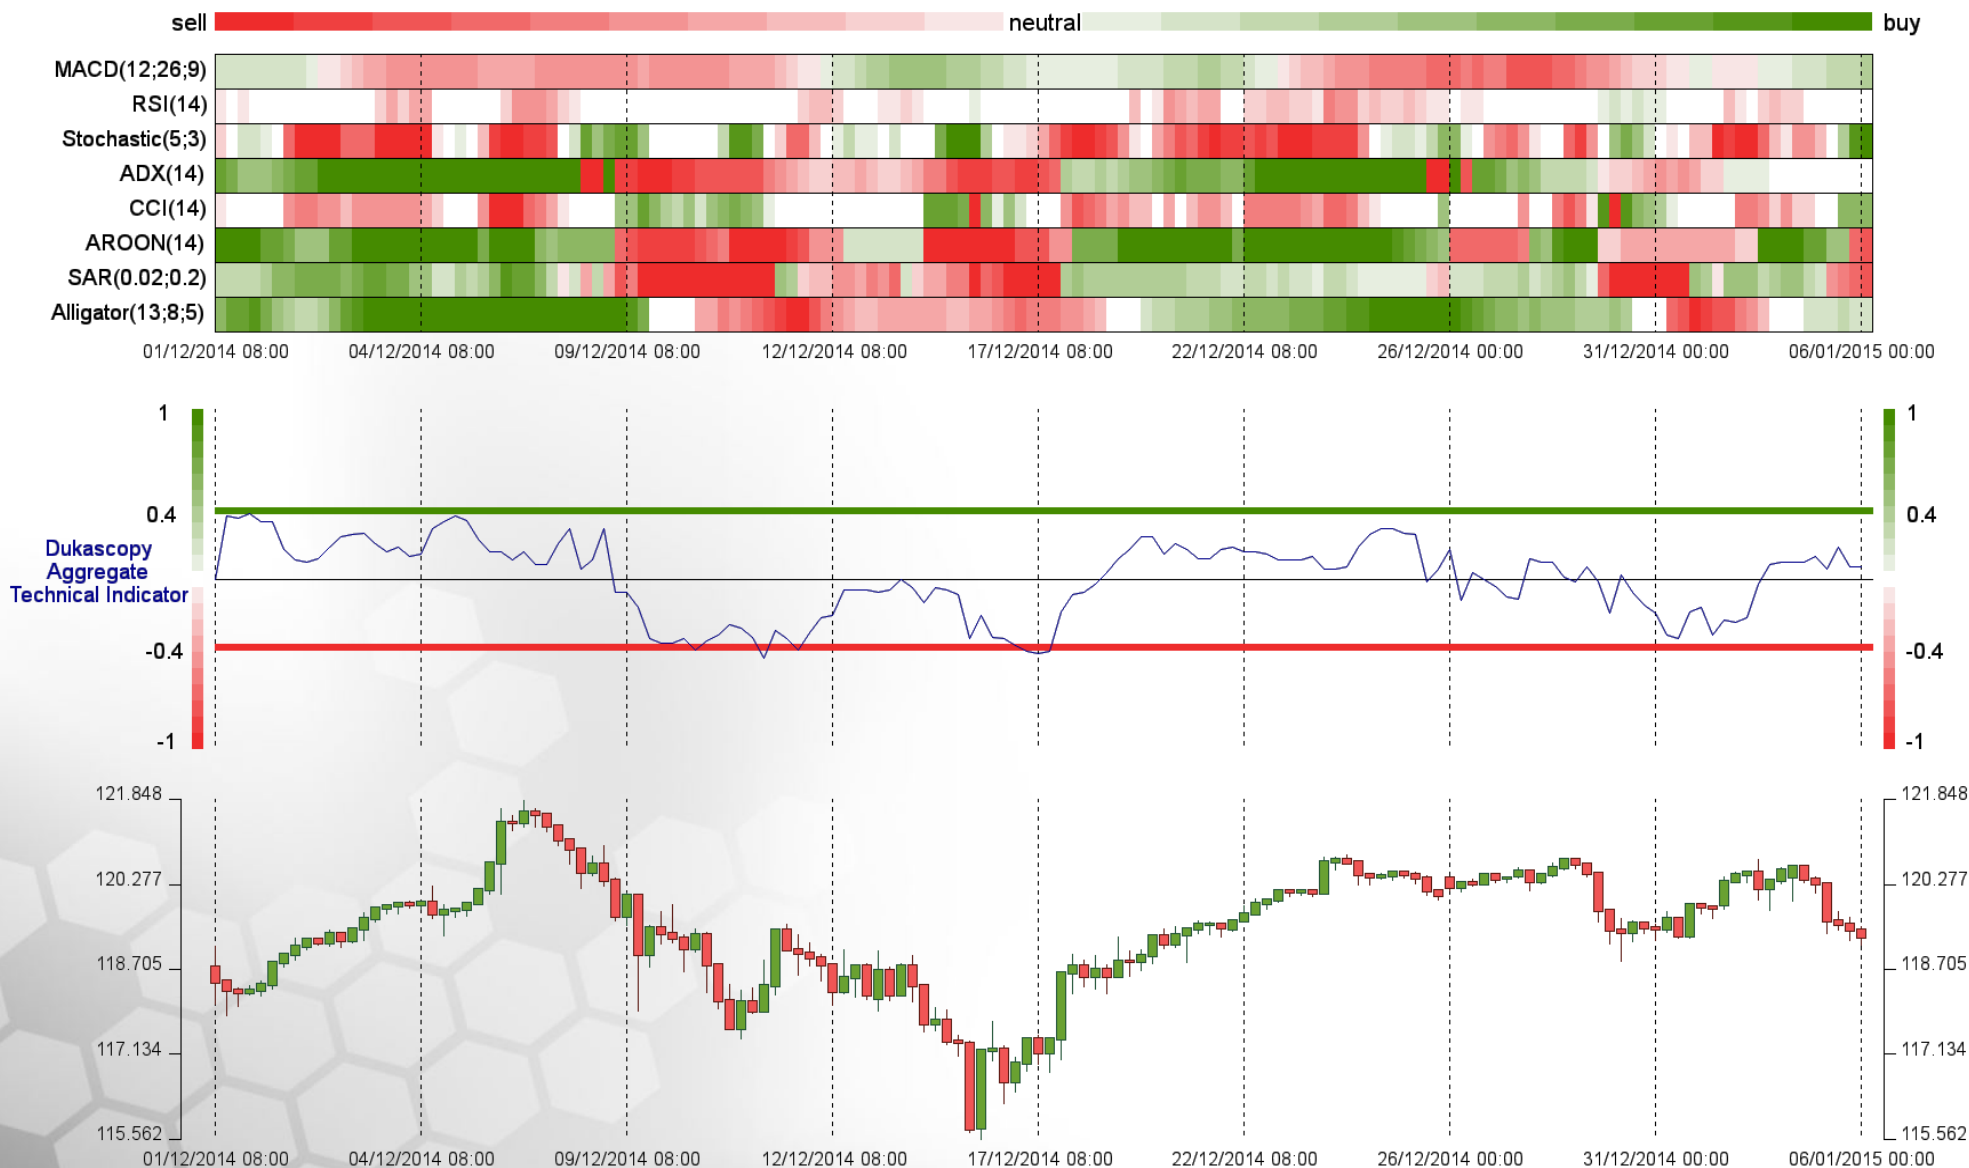 sell neutral buy
MACD(12;26;9)
RSI(14)
Stochastic(5;3)
ADX(14)
CCI(14)
AROON(14)
SAR(0.02;0.2)
Alligator(13;8;5)
01/12/2014 08:00 04/12/2014 08:00 09/12/2014 08:00 12/12/2014 08:00 17/12/2014 08:00 22/12/2014 08:00 26/12/2014 00:00 31/12/2014 00:00 06/01/2015 00:00
1 1
0.4 0.4
Dukascopy
Aggregate
Technical Indicator
-0.4 -0.4
-1 -1
121.848 121.848
120.277 120.277
118.705 118.705
117.134 117.134
115.562 115.562
01/12/2014 08:00 04/12/2014 08:00 09/12/2014 08:00 12/12/2014 08:00 17/12/2014 08:00 22/12/2014 08:00 26/12/2014 00:00 31/12/2014 00:00 06/01/2015 00:00